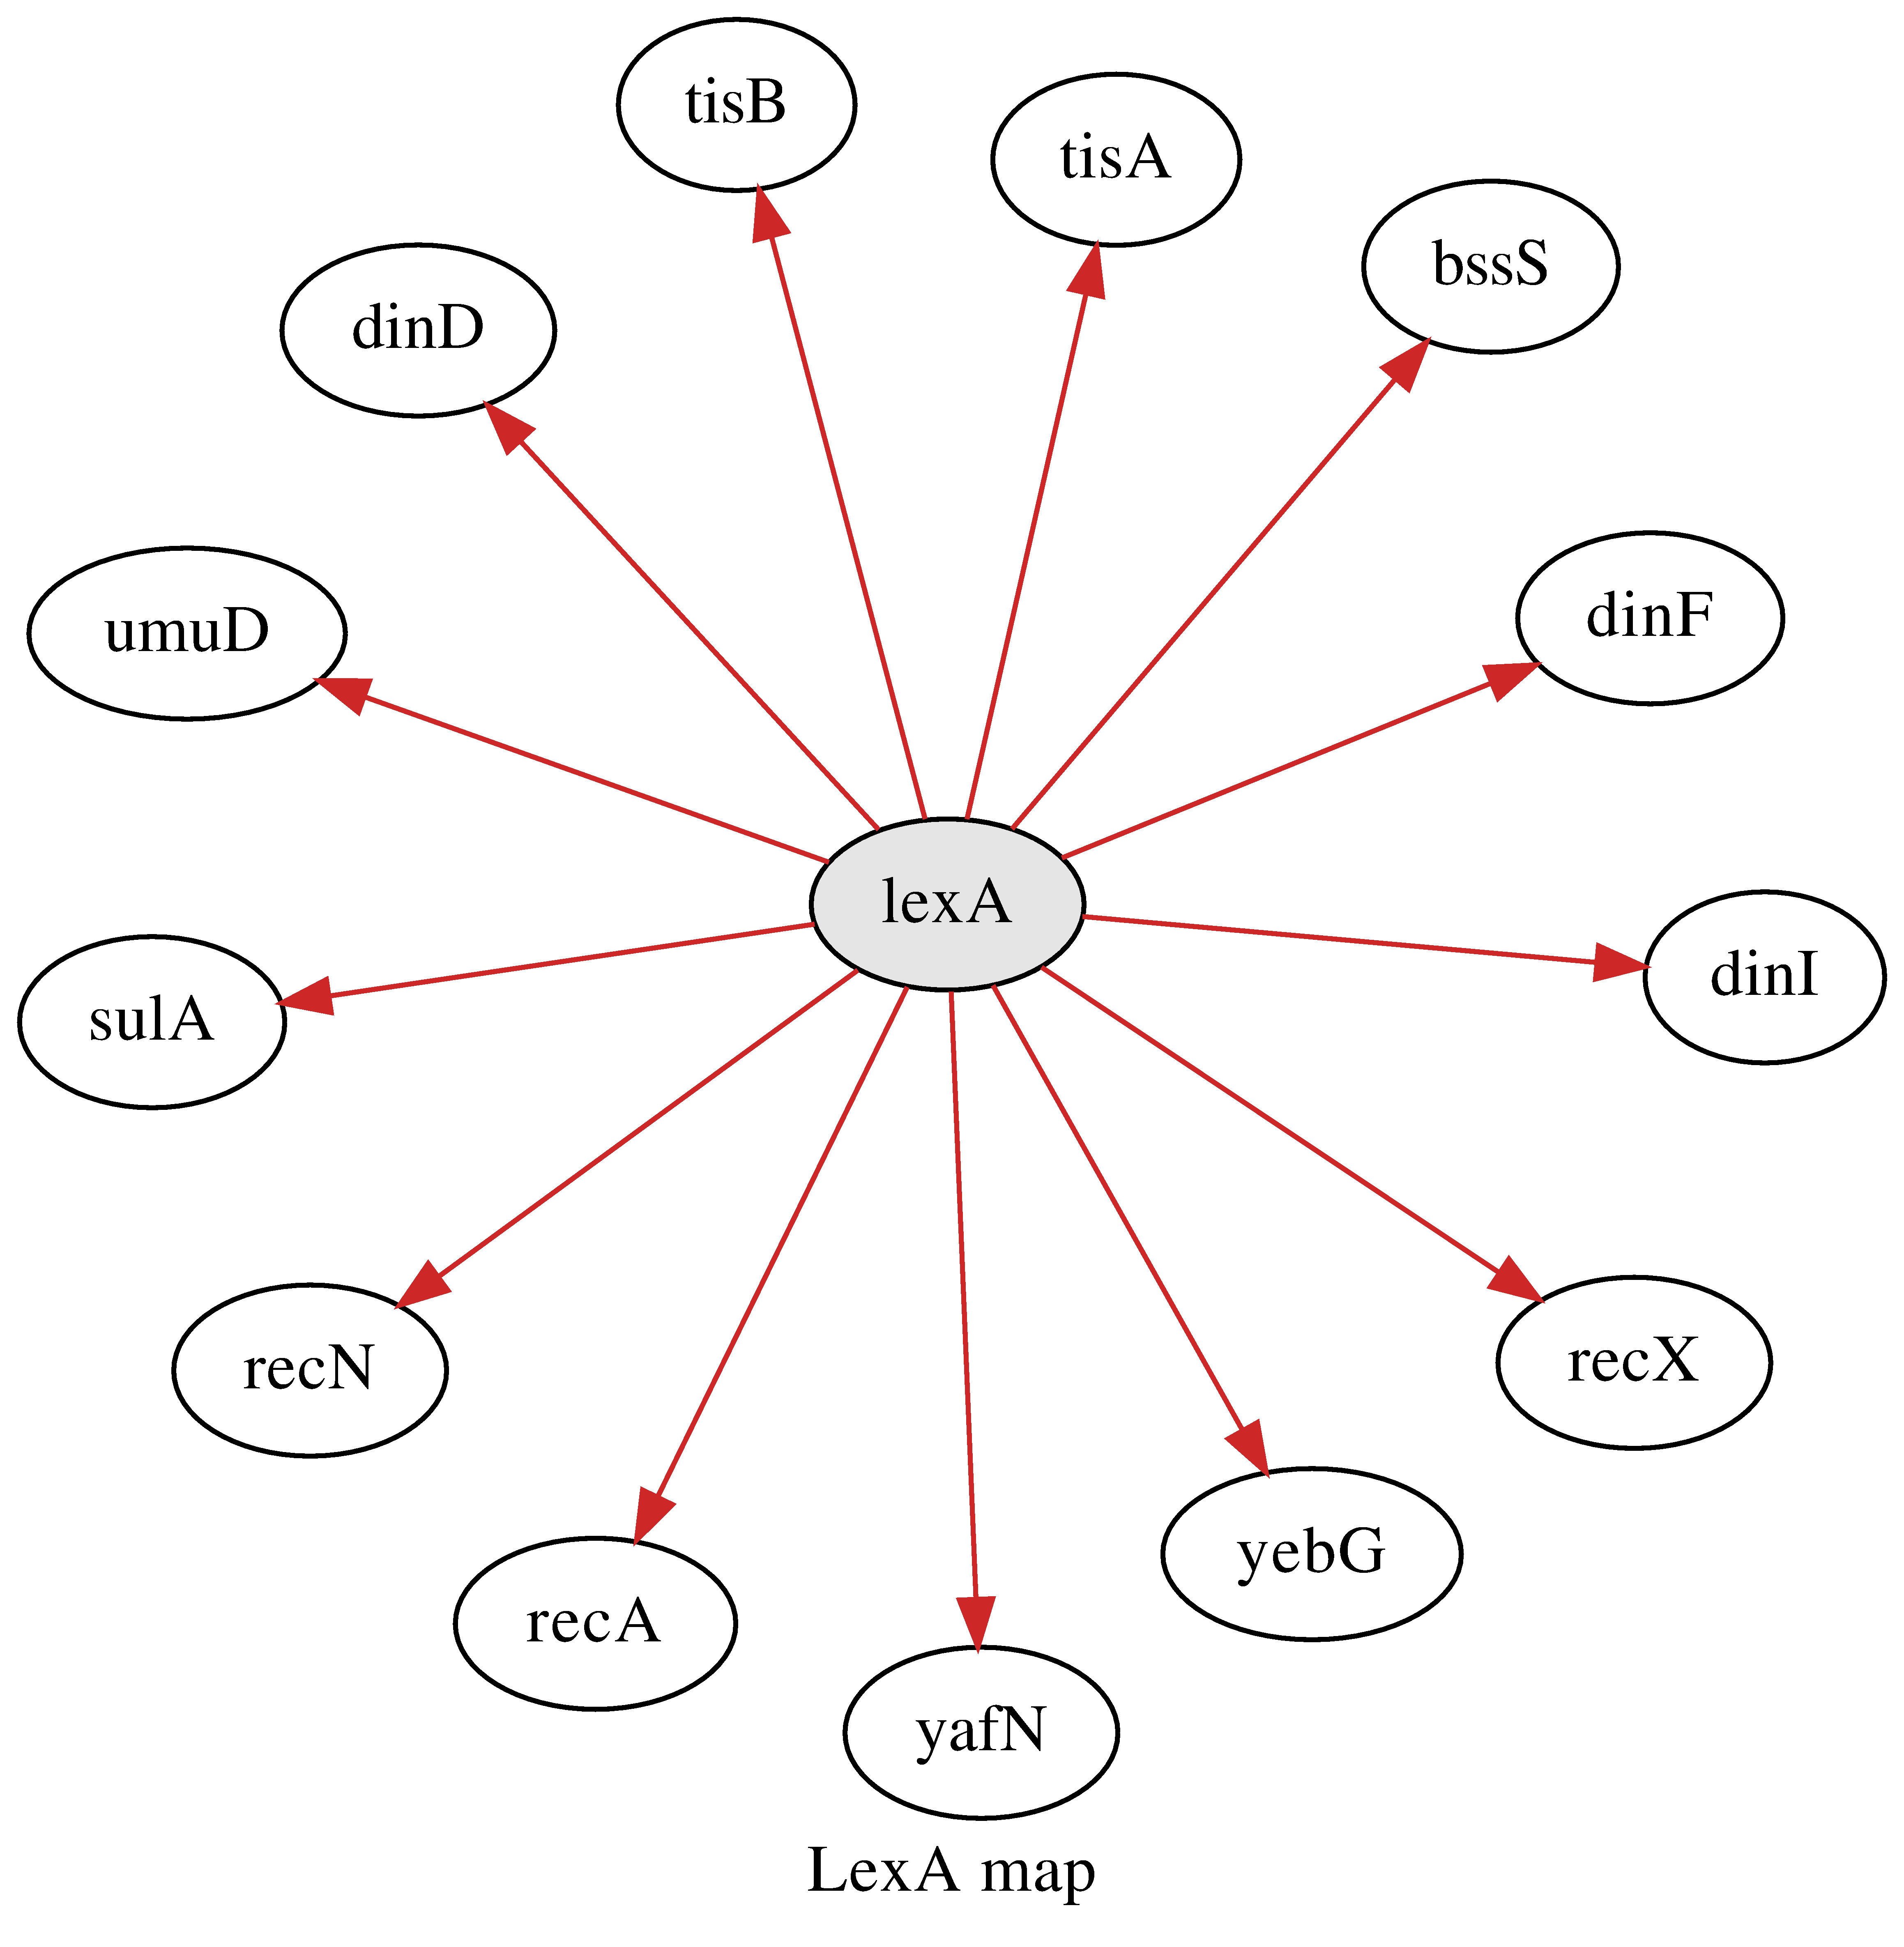 tisB
tisA
bssS
dinD
dinF
umuD
lexA
dinI
sulA
recX
recN
yebG
recA
yafN
LexA map